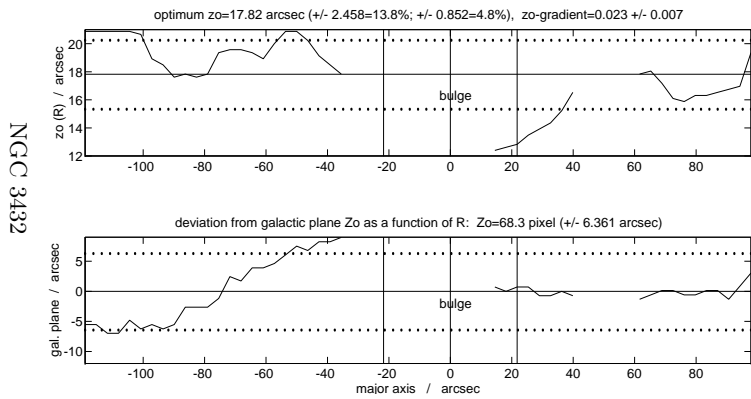 optimum zo=17.82 arcsec (+/- 2.458=13.8%; +/- 0.852=4.8%), zo-gradient=0.023 +/- 0.007
20
18
16
14
12
zo (R) / arcsec
bulge
-100 -80 -60 -40 -20 0 20 40 60 80
NGC 3432
deviation from galactic plane Zo as a function of R: Zo=68.3 pixel (+/- 6.361 arcsec)
5
0
-5
-10
gal. plane / arcsec
bulge
-100 -80 -60 -40 -20 0 20 40 60 80
major axis / arcsec